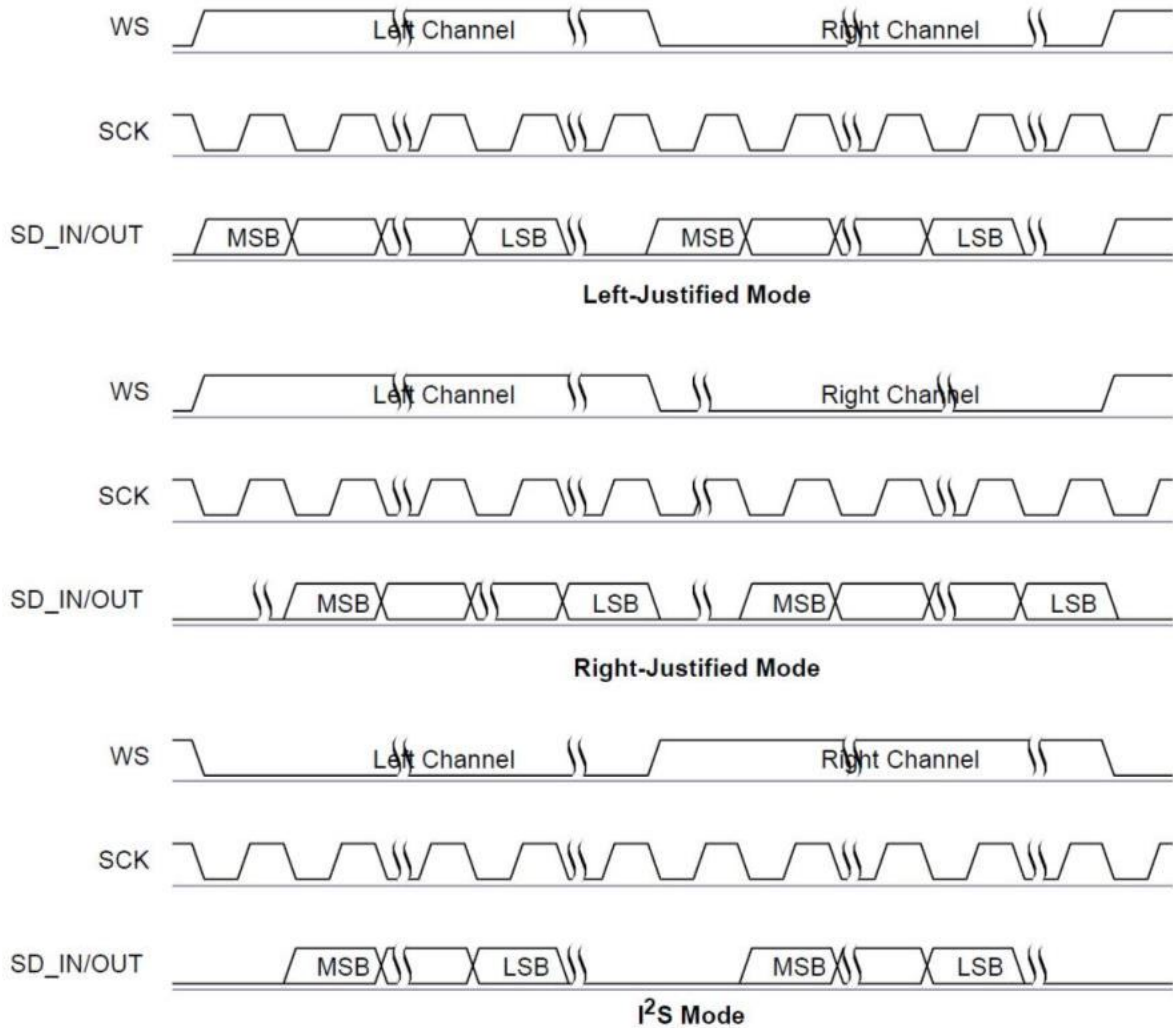 WS Left Channel Right Channel
SCK
SD_IN/OUT MSB LSB MSB LSB
Left-Justified Mode
WS Left Channel Right Channel
SCK
SD_IN/OUT MSB LSB MSB LSB
Right-Justified Mode
WS Left Channel Right Channel
SCK
SD_IN/OUT MSB LSB MSB LSB
I²S Mode